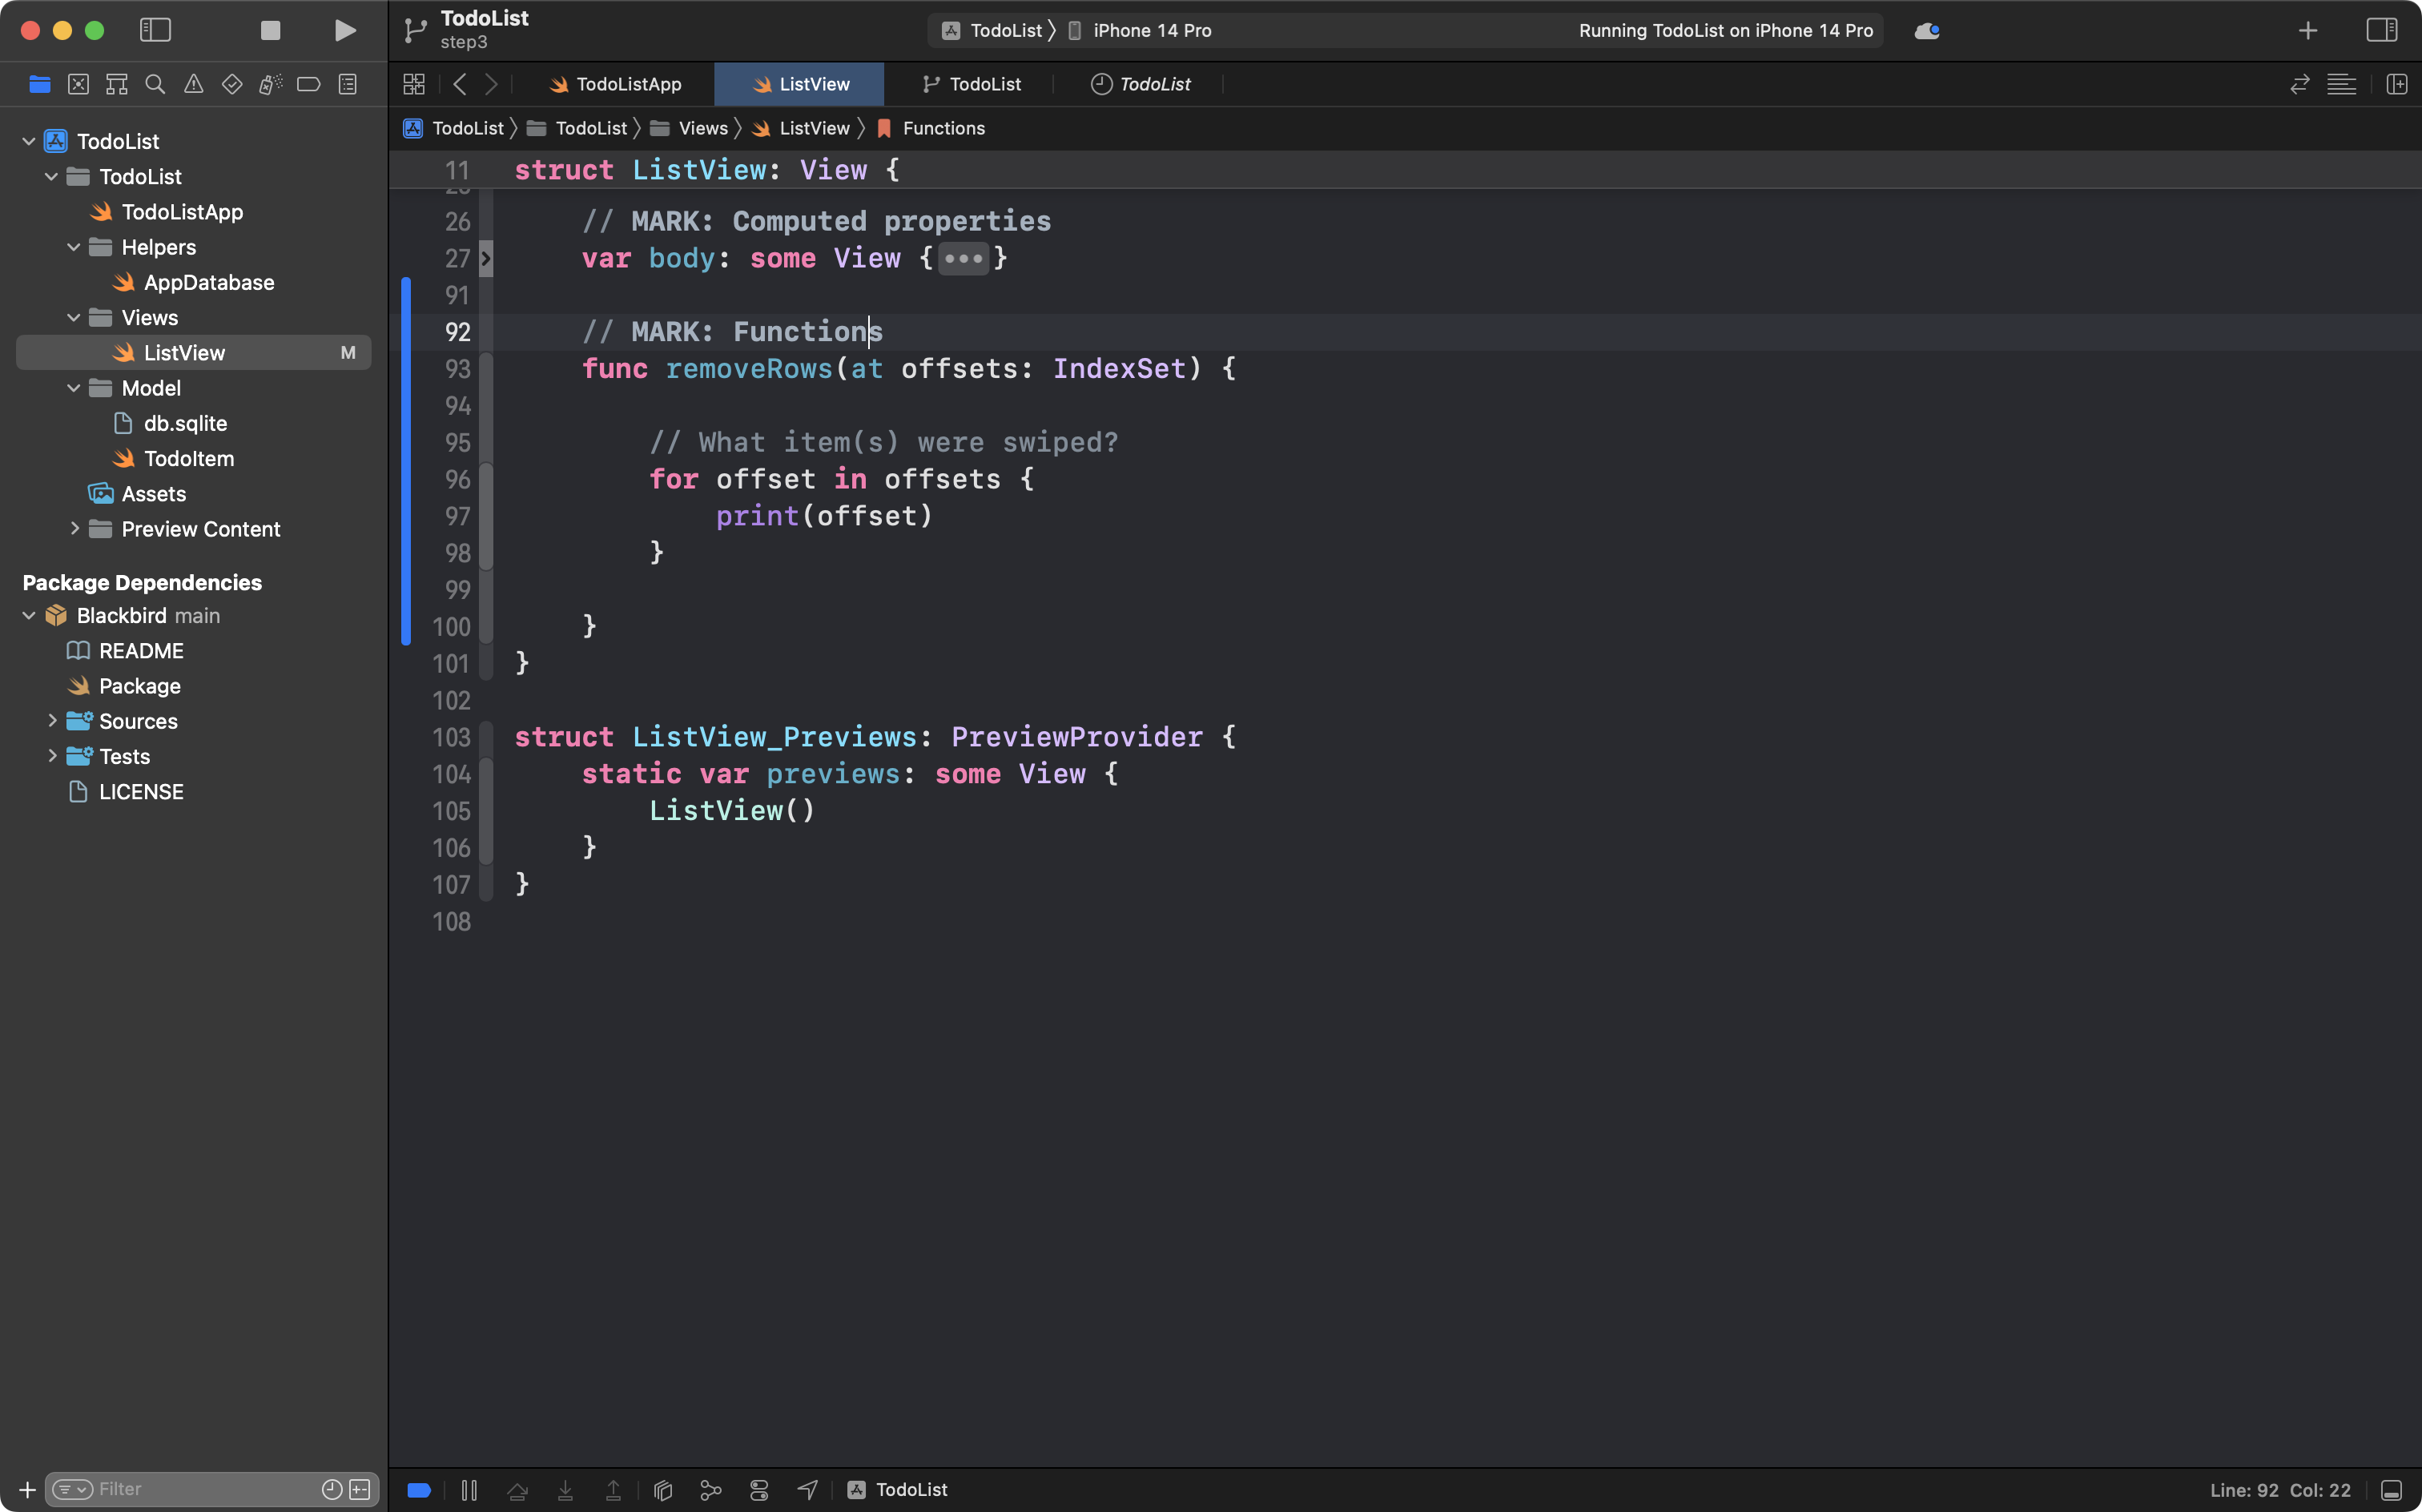 TodoList
step3
TodoList
iPhone 14 Pro
Running TodoList on iPhone 14 Pro
TodoListApp
ListView
TodoList
TodoList
TodoList
TodoList
Views
ListView
Functions
TodoList
TodoList
TodoListApp
Helpers
AppDatabase
Views
ListView M
Model
db.sqlite
TodoItem
Assets
Preview Content
Package Dependencies
Blackbird main
README
Package
Sources
Tests
LICENSE
Filter
11 struct ListView: View {
26 // MARK: Computed properties
27 var body: some View {•••}
91
92 // MARK: Functions
93 func removeRows(at offsets: IndexSet) {
94
95 // What item(s) were swiped?
96 for offset in offsets {
97 print(offset)
98 }
99
100 }
101 }
102
103 struct ListView_Previews: PreviewProvider {
104 static var previews: some View {
105 ListView()
106 }
107 }
108
TodoList
Line: 92 Col: 22